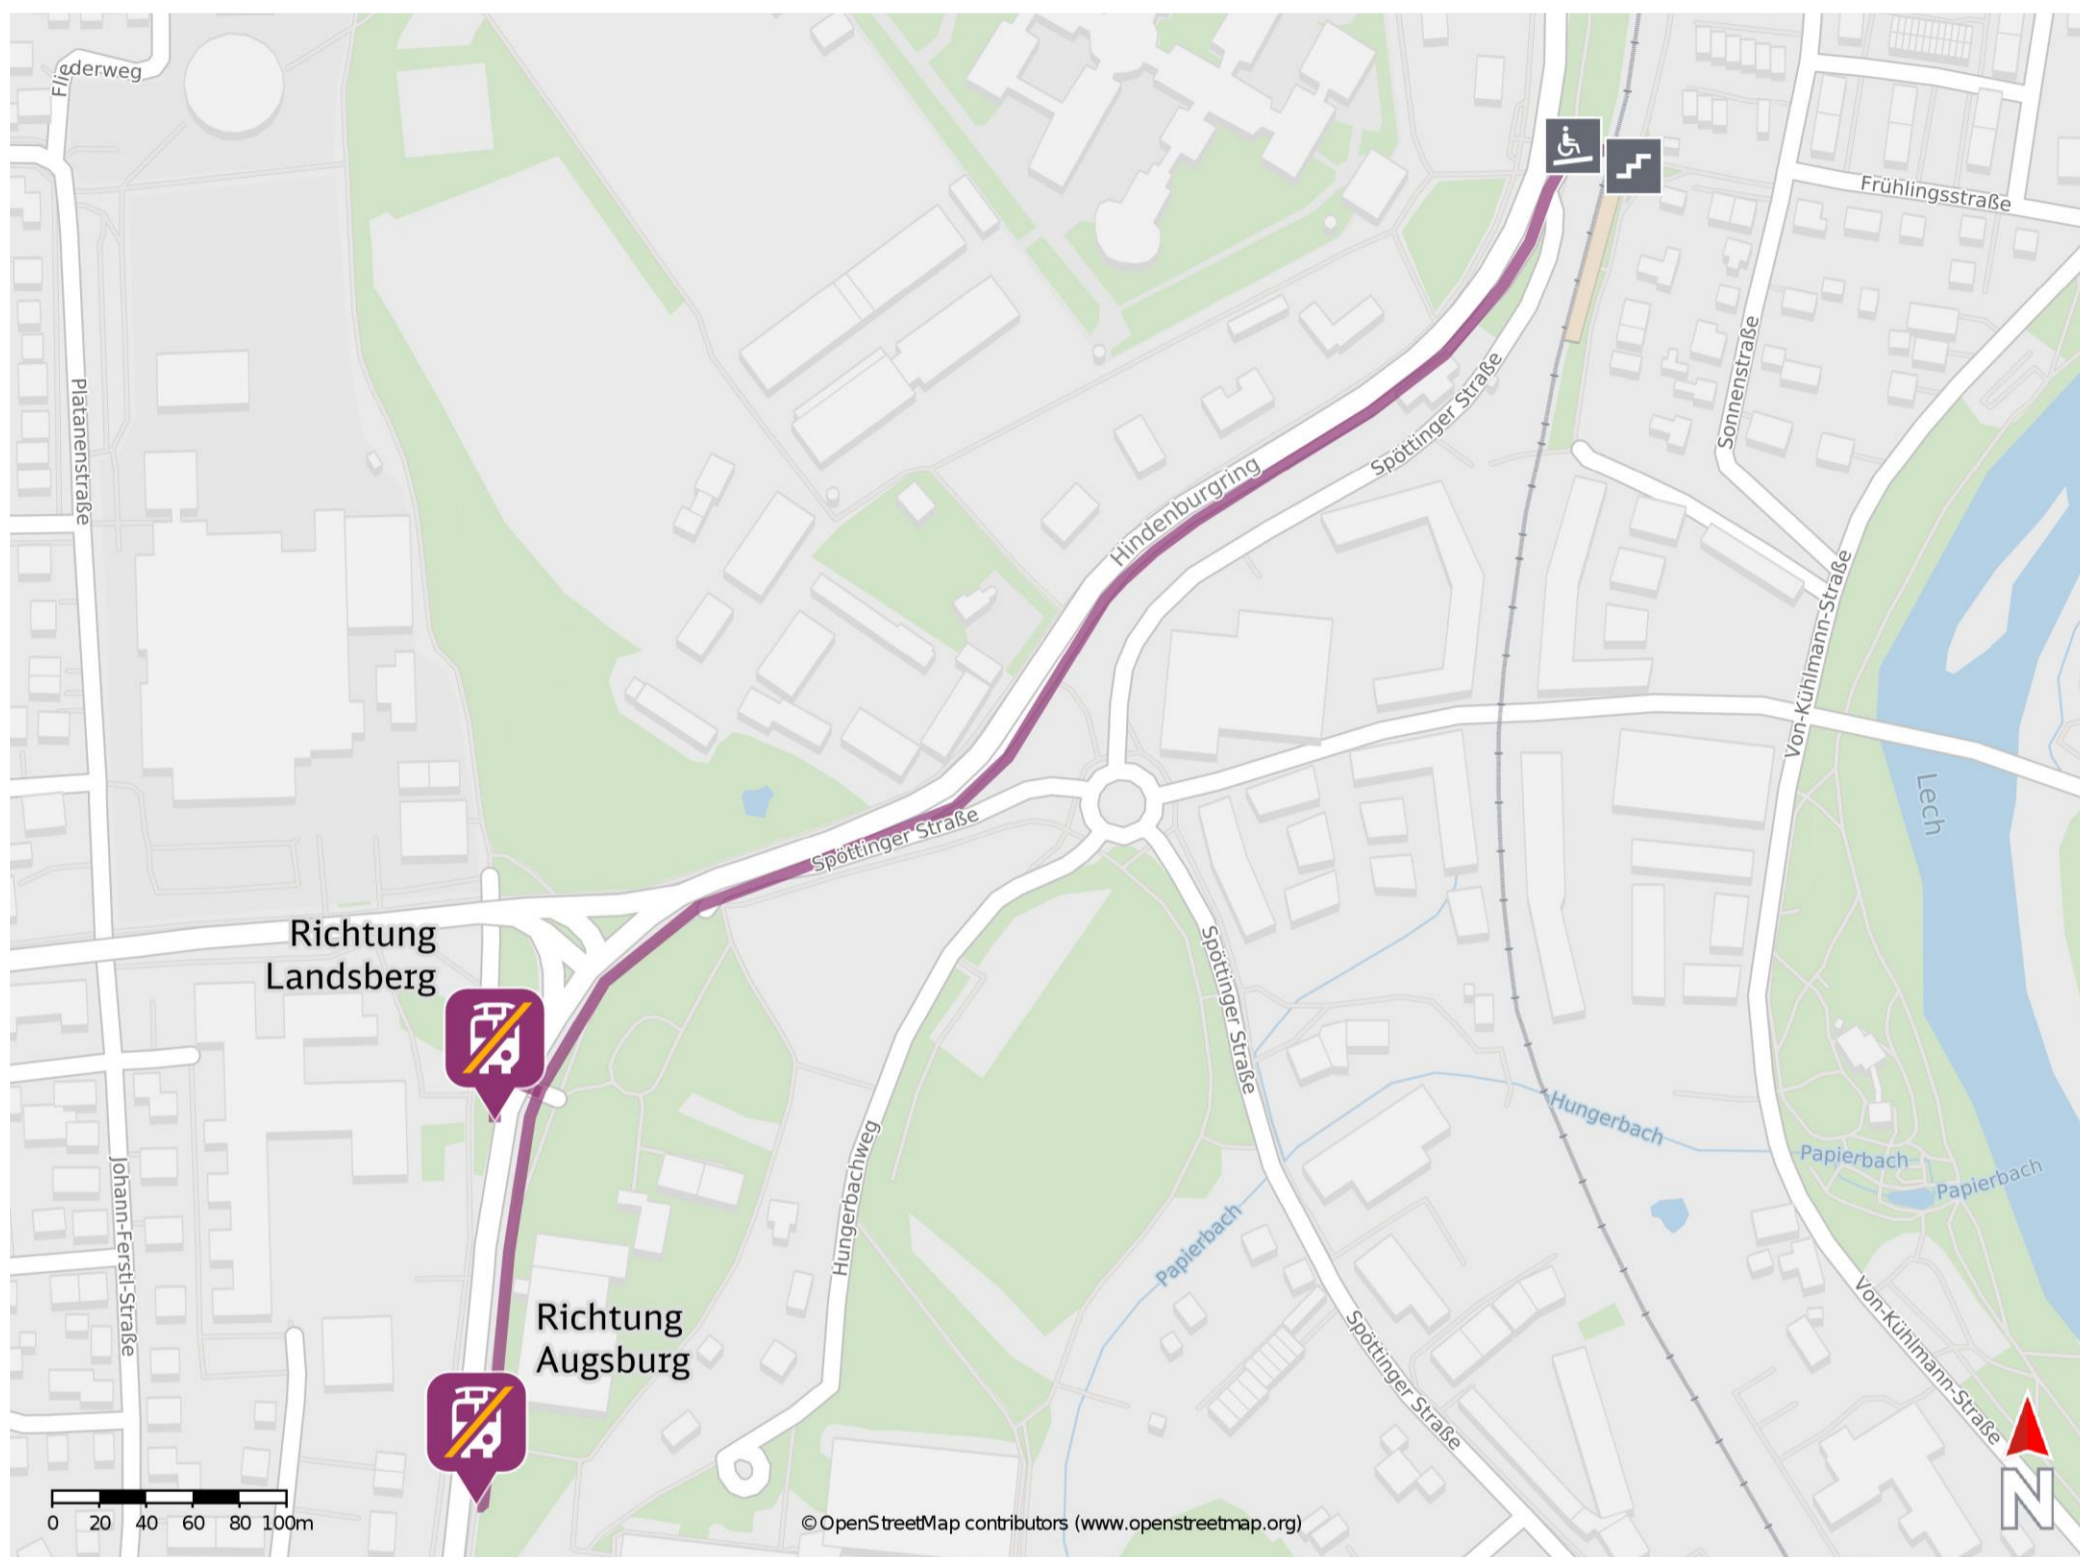 Fliederweg
Frühlingsstraße
Platanenstraße
Sonnenstraße
Spöttinger Straße
Hindenburgring
Von-Kühlmann-Straße
Lech
Spöttinger Straße
Richtung
Landsberg
Spöttinger Straße
Hungerbach
Hungerbachweg
Papierbach
Papierbach
Johann-Ferstl-Straße
Papierbach
Richtung
Augsburg
Spöttinger Straße
Von-Kühlmann-Straße
N
0 20 40 60 80 100m
©OpenStreetMap contributors (www.openstreetmap.org)